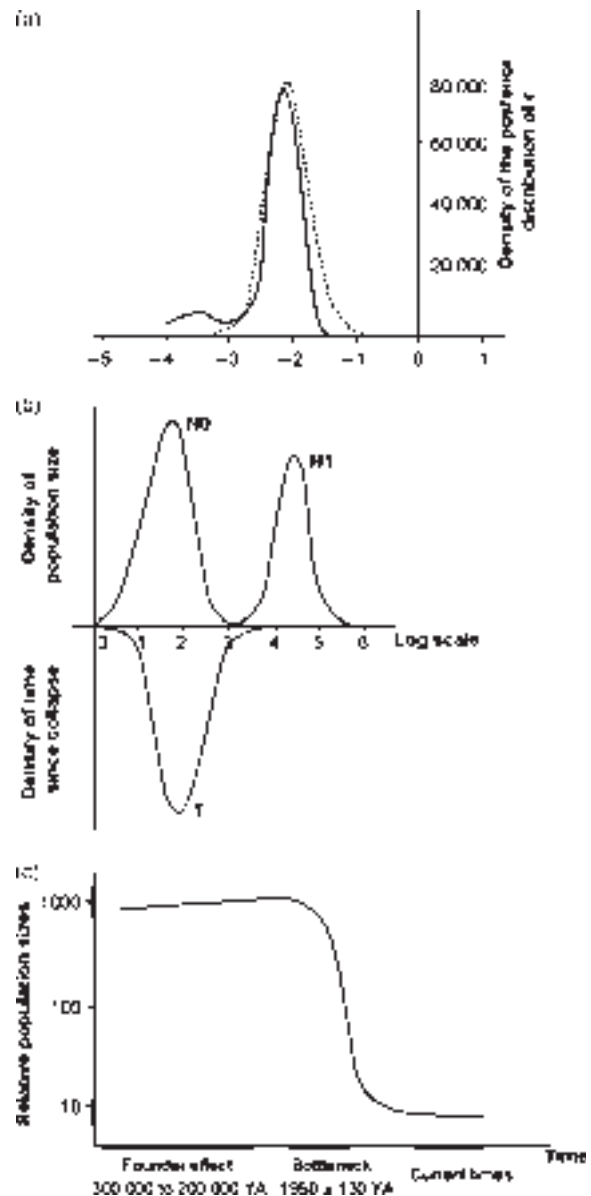 (a)
80 000
60 000
40 000
20 000
Density of the posterior
distribution of r
−5 −4 −3 −2 −1 0 1
N0
N1
Density of
population size
0 1 2 3 4 5 6 Log scale
Density of time
since collapse
T
1000
100
10
Relative population sizes
Time
Founder effect Bottleneck Current times
300 000 to 200 000 YA 1950 ± 130 YA